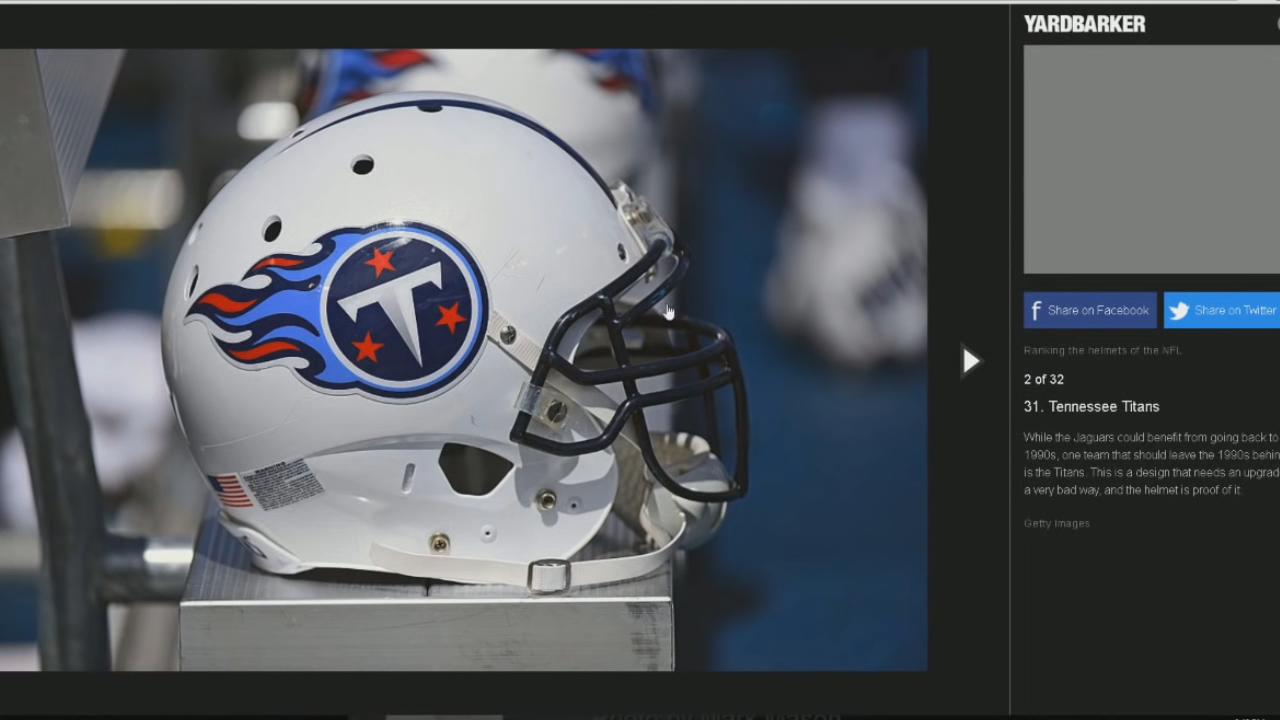 YARDBARKER
T
Share on Facebook
Share on Twitter
Ranking the helmets of the NFL
2 of 32
31. Tennessee Titans
While the Jaguars could benefit from going back to
1990s, one team that should leave the 1990s behin
is the Titans. This is a design that needs an upgrad
a very bad way, and the helmet is proof of it.
Getty Images